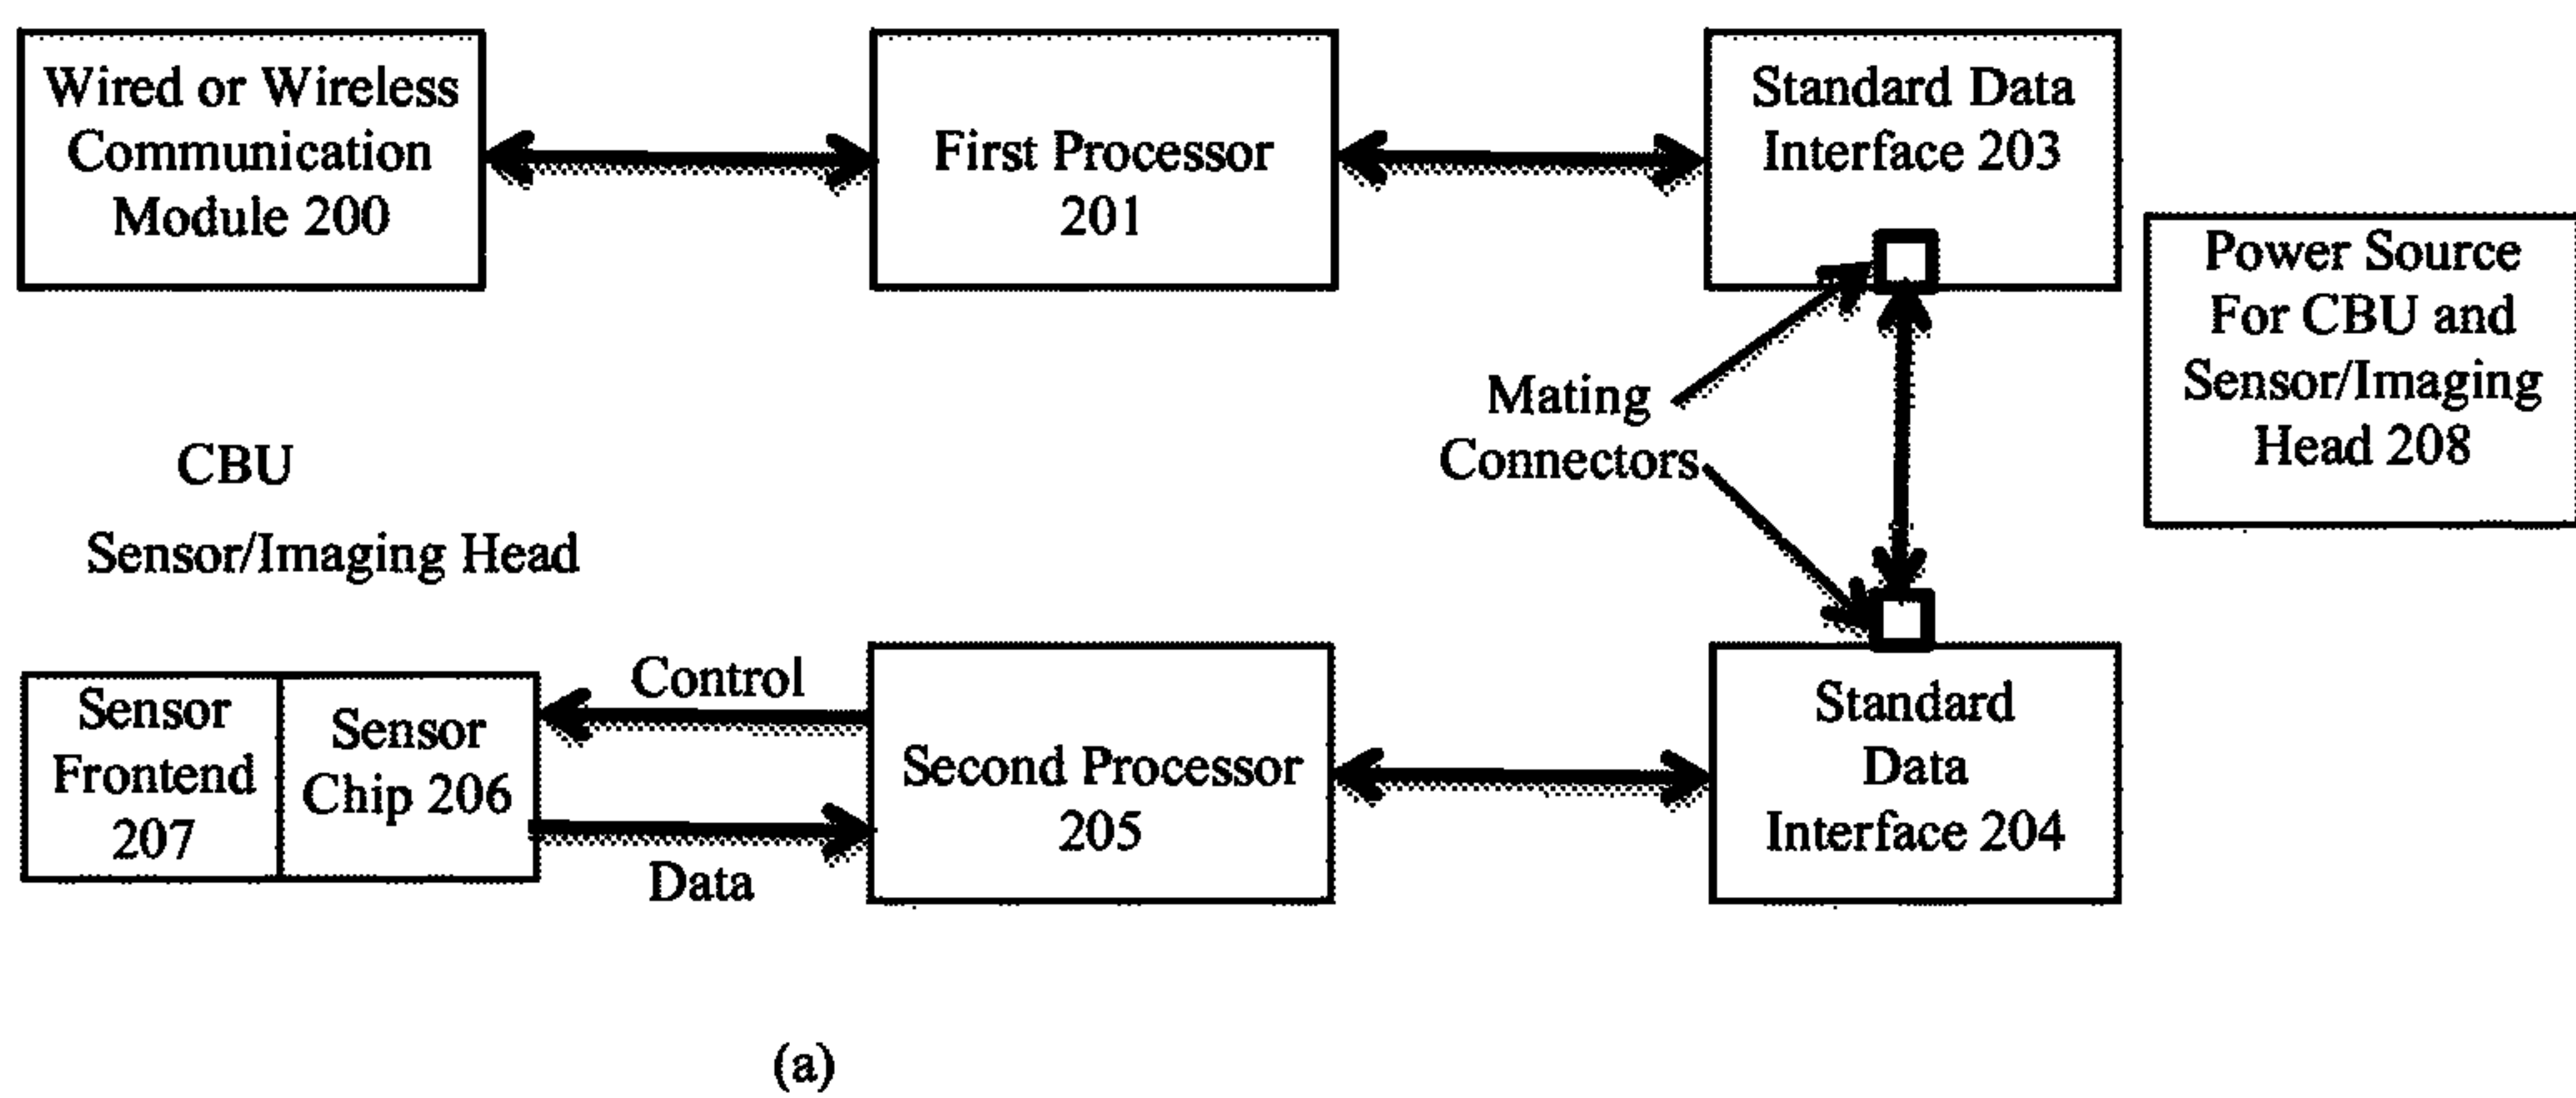 Wired or Wireless
Communication
Module 200
First Processor
201
Standard Data
Interface 203
Power Source
For CBU and
Sensor/Imaging
Head 208
Mating
Connectors
CBU
Sensor/Imaging Head
Sensor
Frontend
207
Sensor
Chip 206
Control
Data
Second Processor
205
Standard
Data
Interface 204
(a)